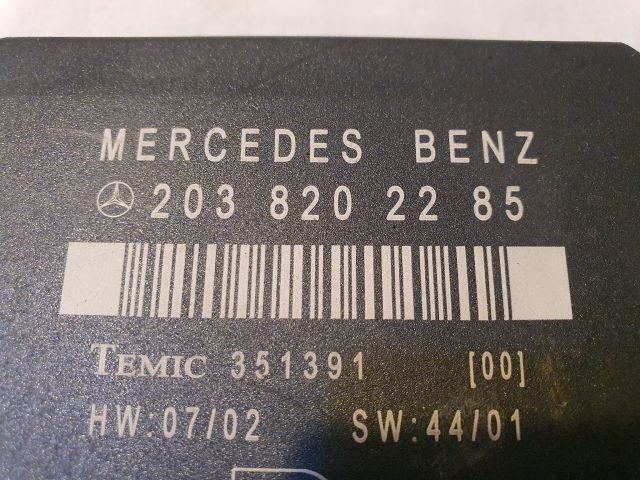 MERCEDES BENZ
203 820 22 85
TEMIC 351391 [00]
HW:07/02 SW:44/01